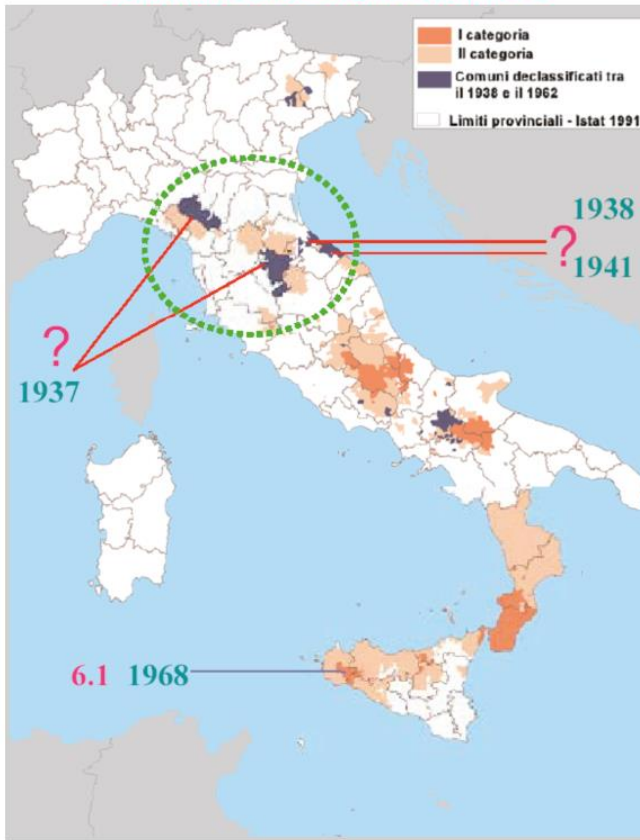 I categoria
II categoria
Comuni declassificati tra
il 1938 e il 1962
Limiti provinciali - Istat 1991
1938
?
1941
?
1937
6.1 1968